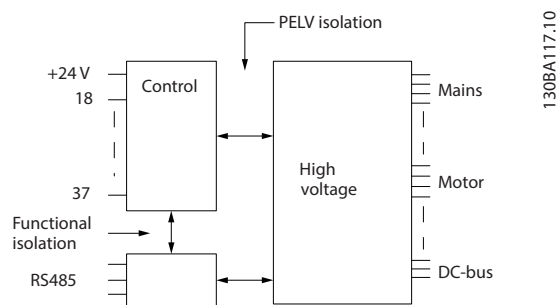 PELV isolation
130BA117.10
+24 V
Control
18
Mains
High
voltage
Motor
37
Functional
isolation
RS485
DC-bus